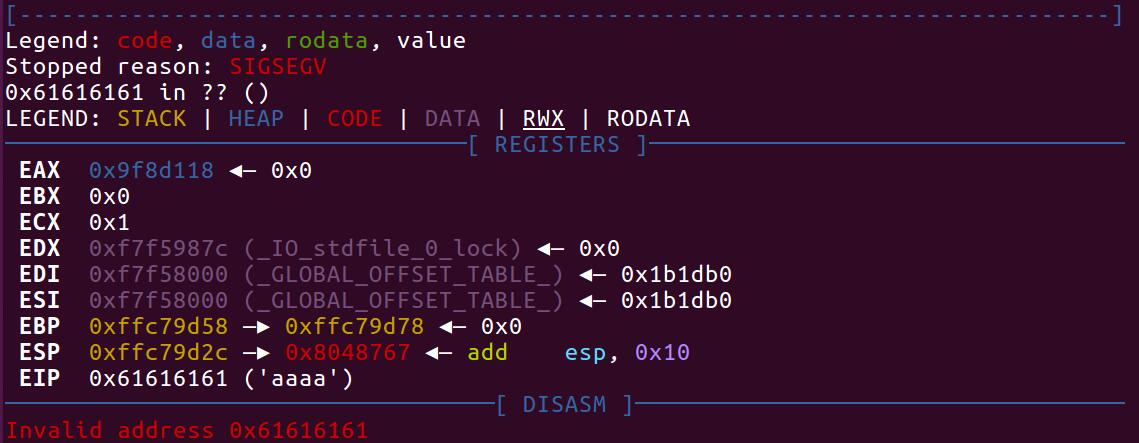 [------------------------------------------------------------------------------]
Legend: code, data, rodata, value
Stopped reason: SIGSEGV
0x61616161 in ?? ()
LEGEND: STACK | HEAP | CODE | DATA | RWX | RODATA
[ REGISTERS ]
EAX 0x9f8d118 ◂— 0x0
EBX 0x0
ECX 0x1
EDX 0xf7f5987c (_IO_stdfile_0_lock) ◂— 0x0
EDI 0xf7f58000 (_GLOBAL_OFFSET_TABLE_) ◂— 0x1b1db0
ESI 0xf7f58000 (_GLOBAL_OFFSET_TABLE_) ◂— 0x1b1db0
EBP 0xffc79d58 —▸ 0xffc79d78 ◂— 0x0
ESP 0xffc79d2c —▸ 0x8048767 ◂— add esp, 0x10
EIP 0x61616161 ('aaaa')
[ DISASM ]
Invalid address 0x61616161